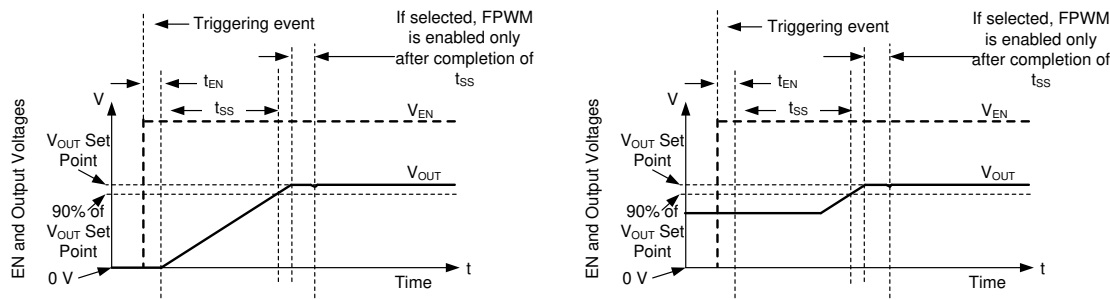 Triggering event
If selected, FPWM
is enabled only
after completion of
tSS
tEN
tSS
V
VEN
VOUT Set
Point
VOUT
90% of
VOUT Set
Point
0 V
t
Time
EN and Output Voltages
Triggering event
If selected, FPWM
is enabled only
after completion of
tSS
tEN
tSS
V
VEN
VOUT Set
Point
VOUT
90% of
VOUT Set
Point
0 V
t
Time
EN and Output Voltages